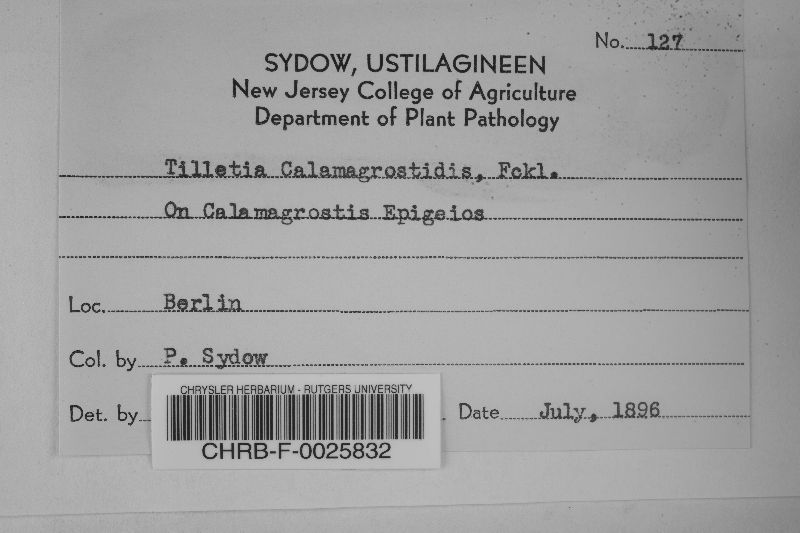 No. 127
SYDOW, USTILAGINEEN
New Jersey College of Agriculture
Department of Plant Pathology
Tilletia Calamagrostidis, Fckl.
On Calamagrostis Epigeios
Loc. Berlin
Col. by P. Sydow
CHRYSLER HERBARIUM - RUTGERS UNIVERSITY
Det. by Date July, 1896
CHRB-F-0025832